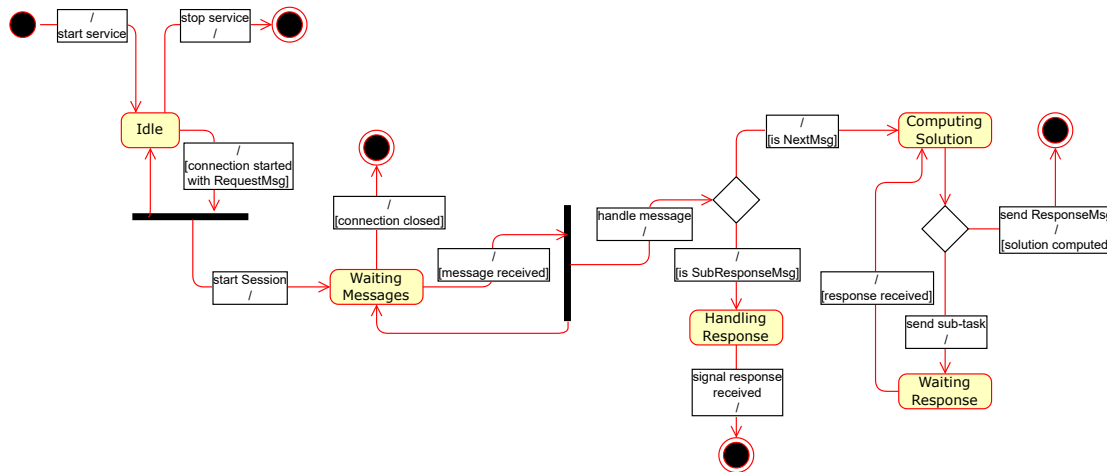 /
start service
stop service
/
Idle
/
[connection started
with RequestMsg]
/
[connection closed]
start Session
/
Waiting
Messages
/
[message received]
handle message
/
/
[is NextMsg]
/
[is SubResponseMsg]
Handling
Response
signal response
received
/
Computing
Solution
send ResponseMsg
/
[solution computed]
/
[response received]
send sub-task
/
Waiting
Response